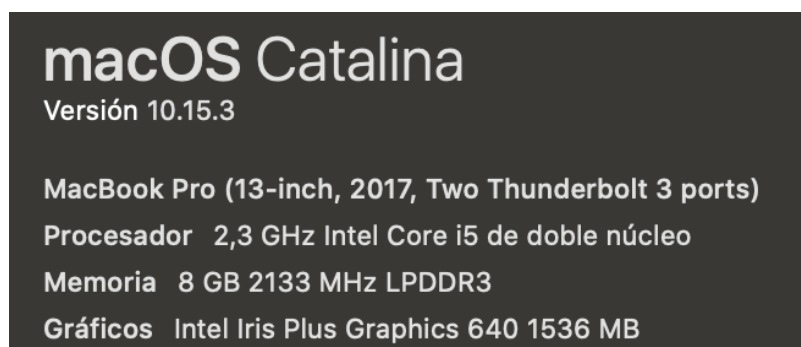 macOS Catalina
Versión 10.15.3
MacBook Pro (13-inch, 2017, Two Thunderbolt 3 ports)
Procesador 2,3 GHz Intel Core i5 de doble núcleo
Memoria 8 GB 2133 MHz LPDDR3
Gráficos Intel Iris Plus Graphics 640 1536 MB